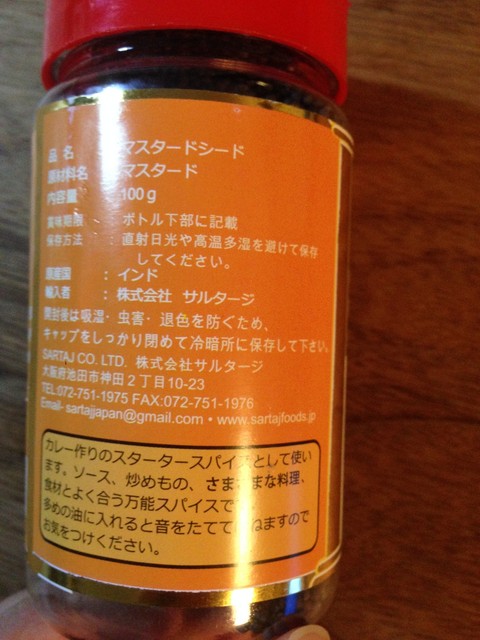 品 名 マスタードシード
原材料名 マスタード
内容量 100g
賞味期限 : ボトル下部に記載
保存方法 : 直射日光や高温多湿を避けて保存
してください。
原産国 : インド
輸入者 : 株式会社 サルタージ
開封後は吸湿・虫害・退色を防ぐため、
キャップをしっかり閉めて冷暗所に保存して下さい。
SARTAJ CO. LTD. 株式会社サルタージ
大阪府池田市神田2丁目10-23
TEL:072-751-1975 FAX:072-751-1976
Email- sartajjapan@gmail.com・www.sartajfoods.jp
カレー作りのスタータースパイスとして使い
ます。ソース、炒めもの、さまざまな料理、
食材とよく合う万能スパイスで
多めの油に入れると音をたてて ねますので
お気をつけください。